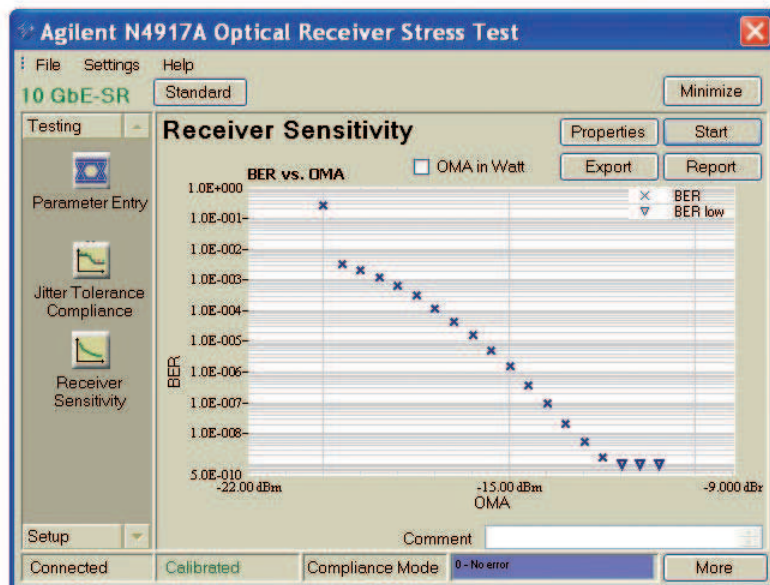 Agilent N4917A Optical Receiver Stress Test
File Settings Help
10 GbE-SR Standard Minimize
Testing
Parameter Entry
Jitter Tolerance
Compliance
Receiver
Sensitivity
Setup
Receiver Sensitivity
Properties Start
BER vs. OMA
OMA in Watt
Export Report
BER
BER low
1.0E+000
1.0E-001
1.0E-002
1.0E-003
1.0E-004
1.0E-005
1.0E-006
1.0E-007
1.0E-008
5.0E-010
BER
-22.00 dBm
-15.00 dBm
-9.000 dBr
OMA
Comment
Connected Calibrated Compliance Mode 0 - No error More